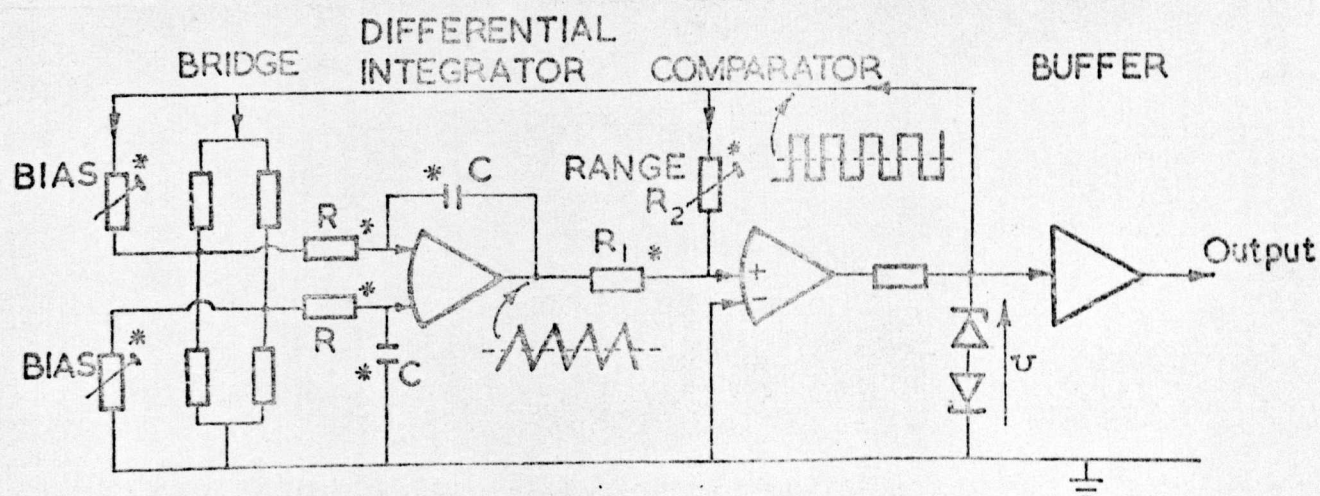 DIFFERENTIAL
INTEGRATOR
BRIDGE
COMPARATOR
BUFFER
BIAS
*
* C
RANGE
*
R2
R *
R1 *
+
-
Output
R *
BIAS
*
* C
v